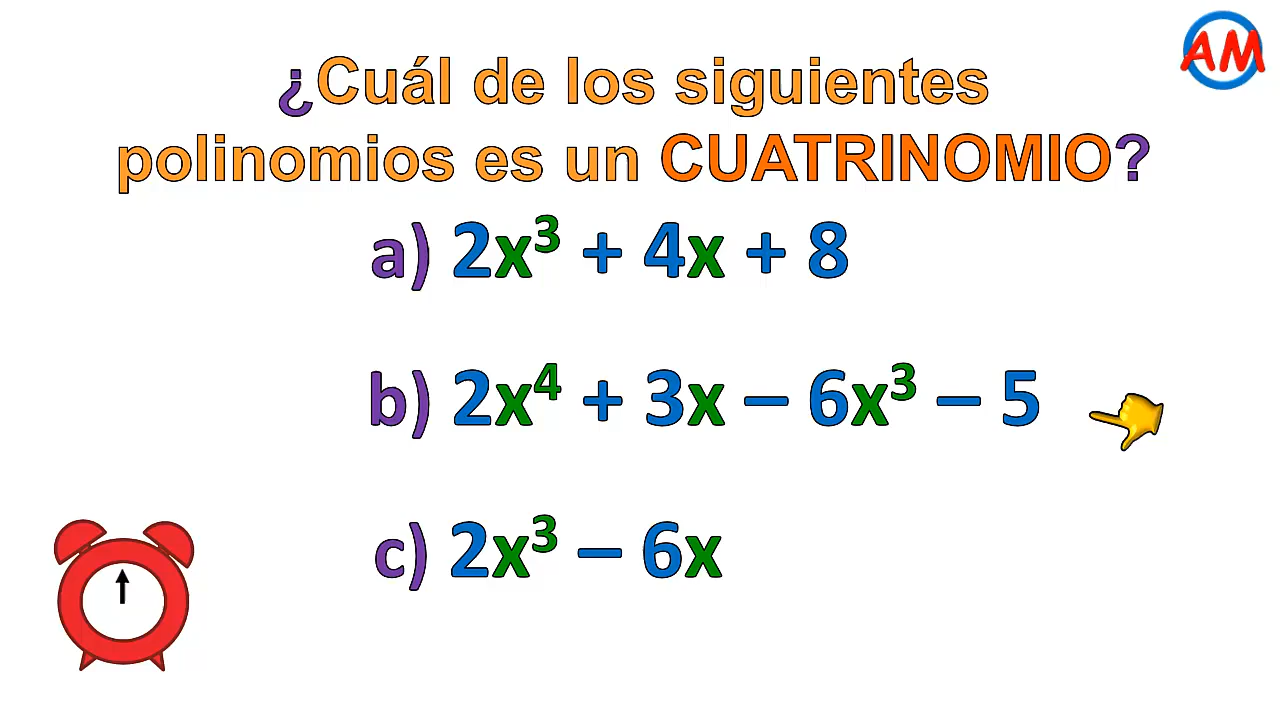 AM
¿Cuál de los siguientes
polinomios es un CUATRINOMIO?
a) 2x³ + 4x + 8
b) 2x⁴ + 3x – 6x³ – 5
c) 2x³ – 6x